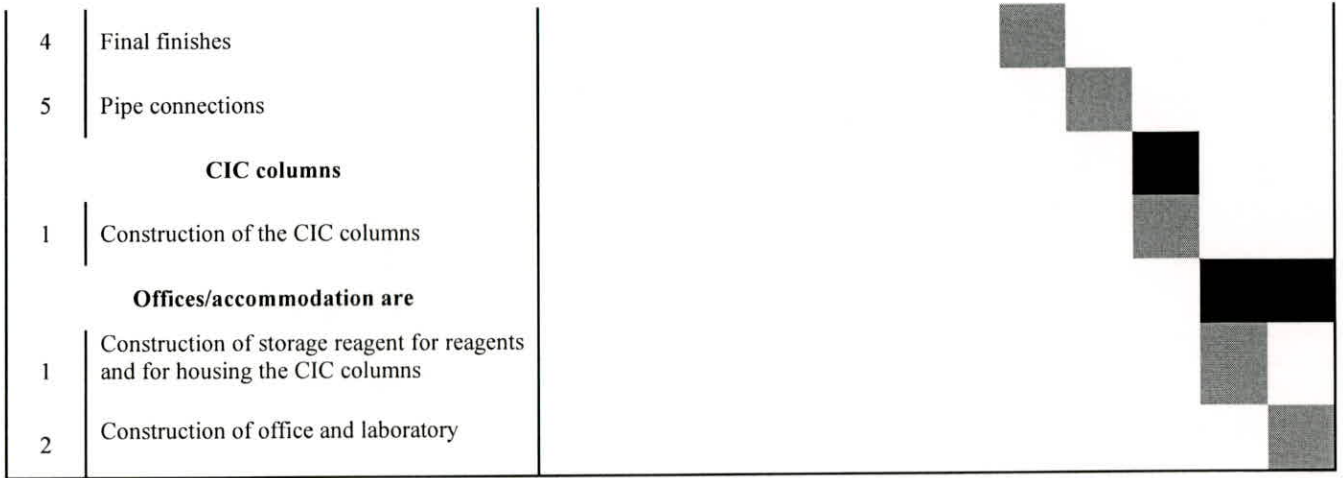 4 Final finishes
5 Pipe connections
CIC columns
1 Construction of the CIC columns
Offices/accommodation are
Construction of storage reagent for reagents
1 and for housing the CIC columns
2 Construction of office and laboratory